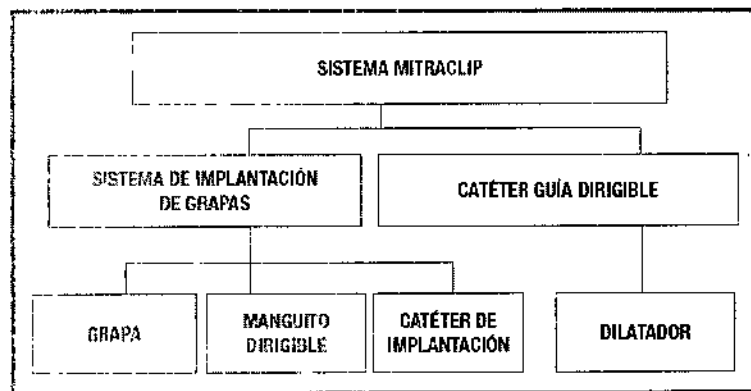 SISTEMA MITRACLIP
SISTEMA DE IMPLANTACIÓN
DE GRAPAS
CATÉTER GUÍA DIRIGIBLE
GRAPA
MANGUITO
DIRIGIBLE
CATÉTER DE
IMPLANTACIÓN
DILATADOR